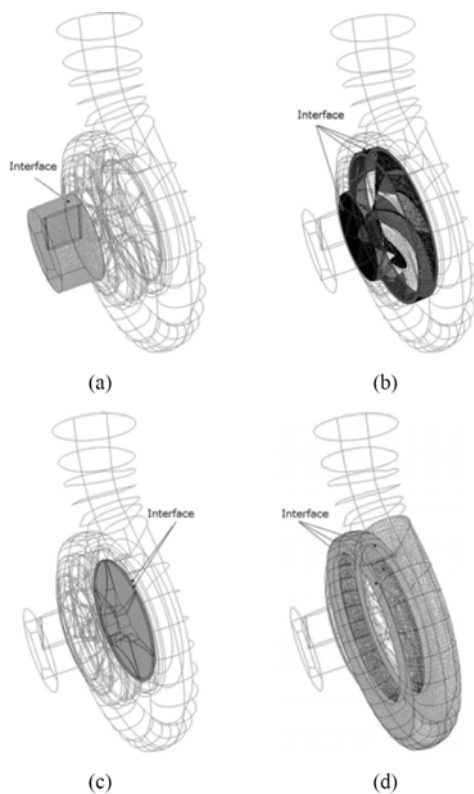 Interface
Interface
(a)
(b)
Interface
Interface
(c)
(d)